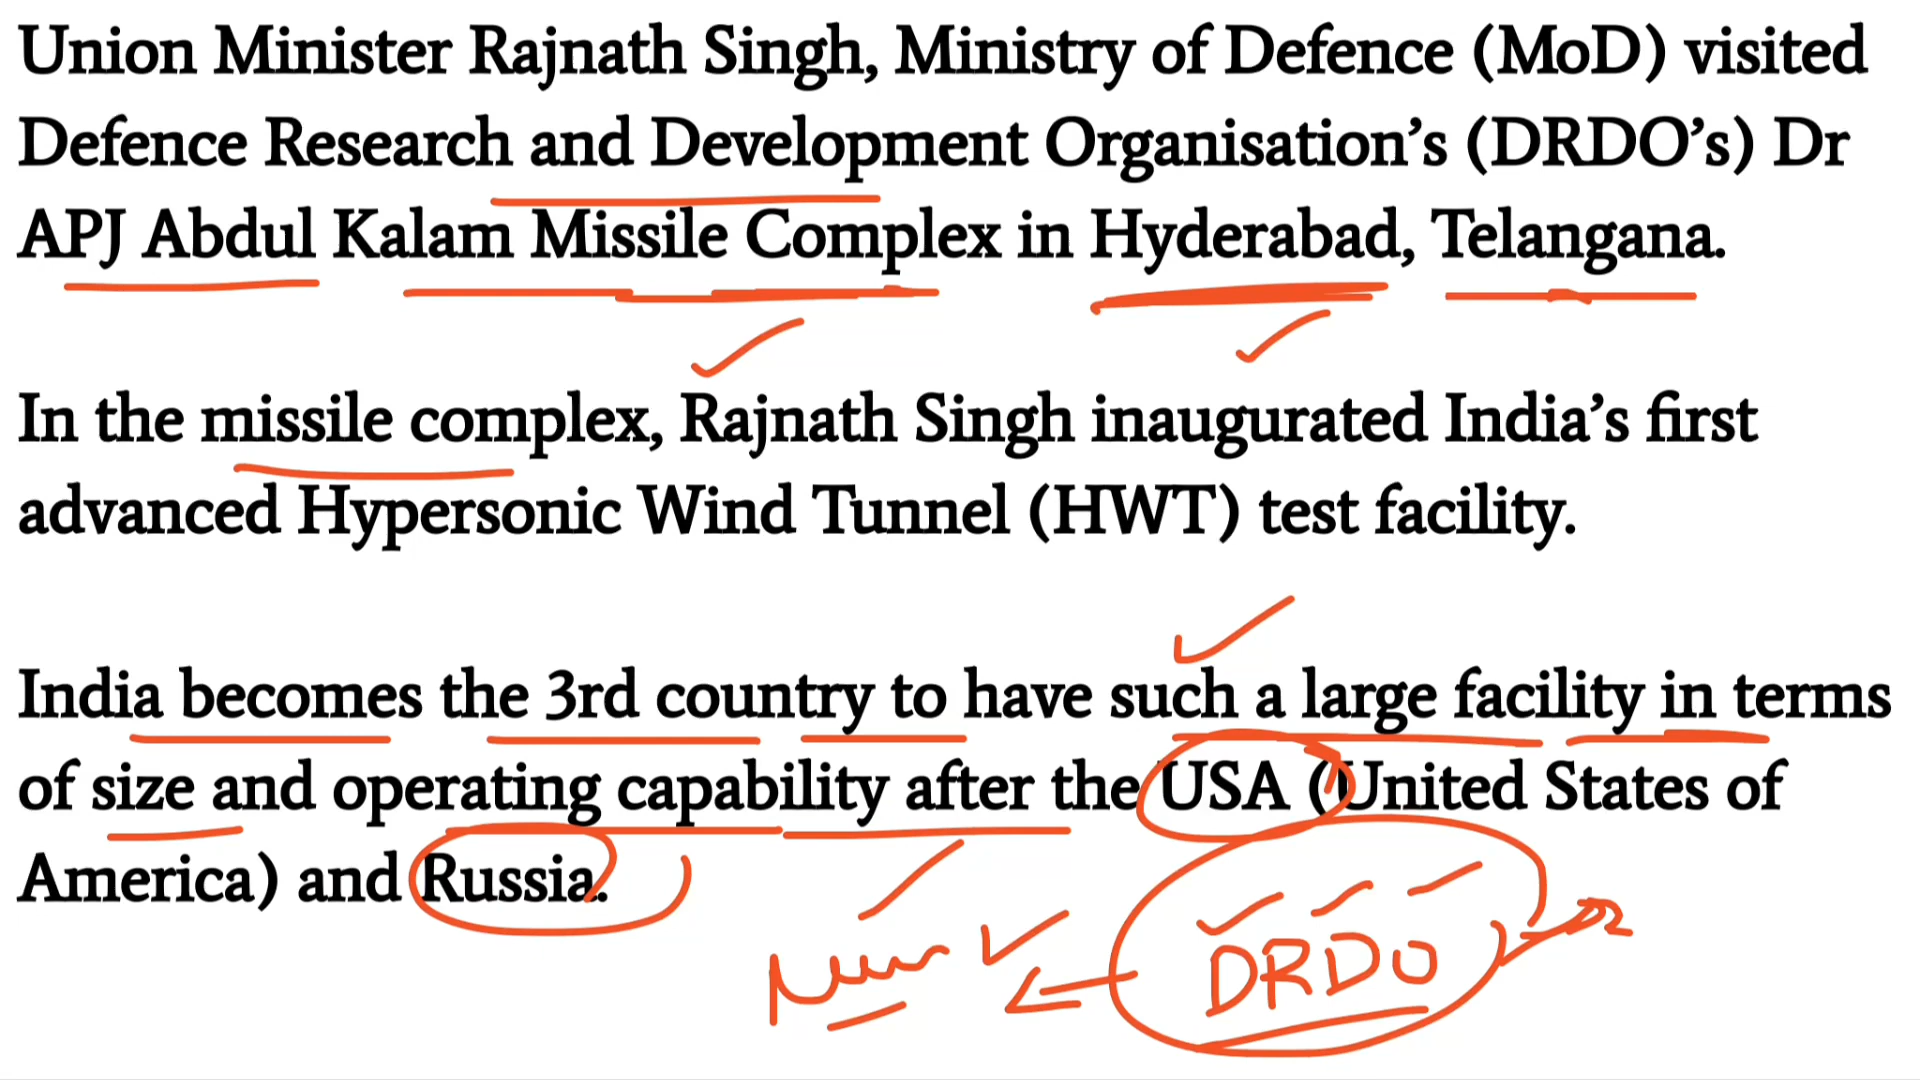 Union Minister Rajnath Singh, Ministry of Defence (MoD) visited
Defence Research and Development Organisation’s (DRDO’s) Dr
APJ Abdul Kalam Missile Complex in Hyderabad, Telangana.
In the missile complex, Rajnath Singh inaugurated India’s first
advanced Hypersonic Wind Tunnel (HWT) test facility.
India becomes the 3rd country to have such a large facility in terms
of size and operating capability after the USA (United States of
America) and Russia.
DRDO